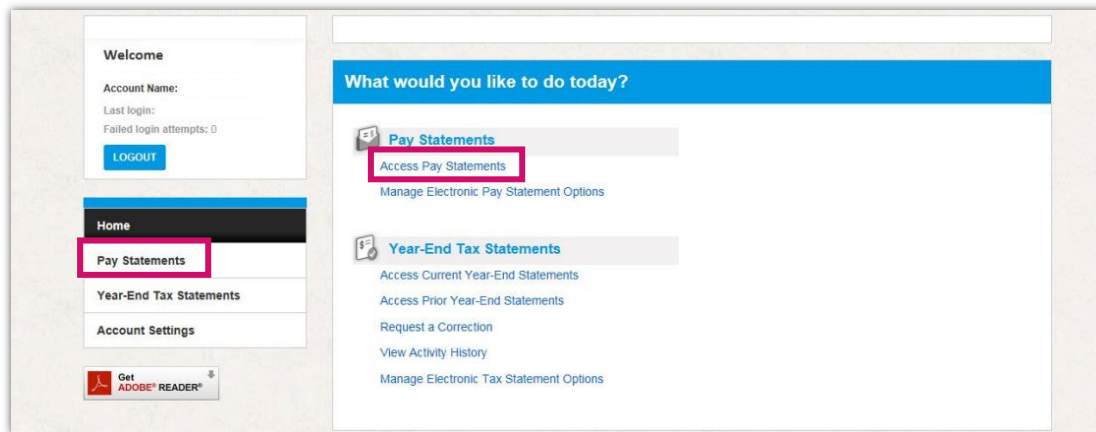 Welcome
Account Name:
Last login:
Failed login attempts: 0
LOGOUT
Home
Pay Statements
Year-End Tax Statements
Account Settings
Get
ADOBE® READER®
What would you like to do today?
Pay Statements
Access Pay Statements
Manage Electronic Pay Statement Options
Year-End Tax Statements
Access Current Year-End Statements
Access Prior Year-End Statements
Request a Correction
View Activity History
Manage Electronic Tax Statement Options